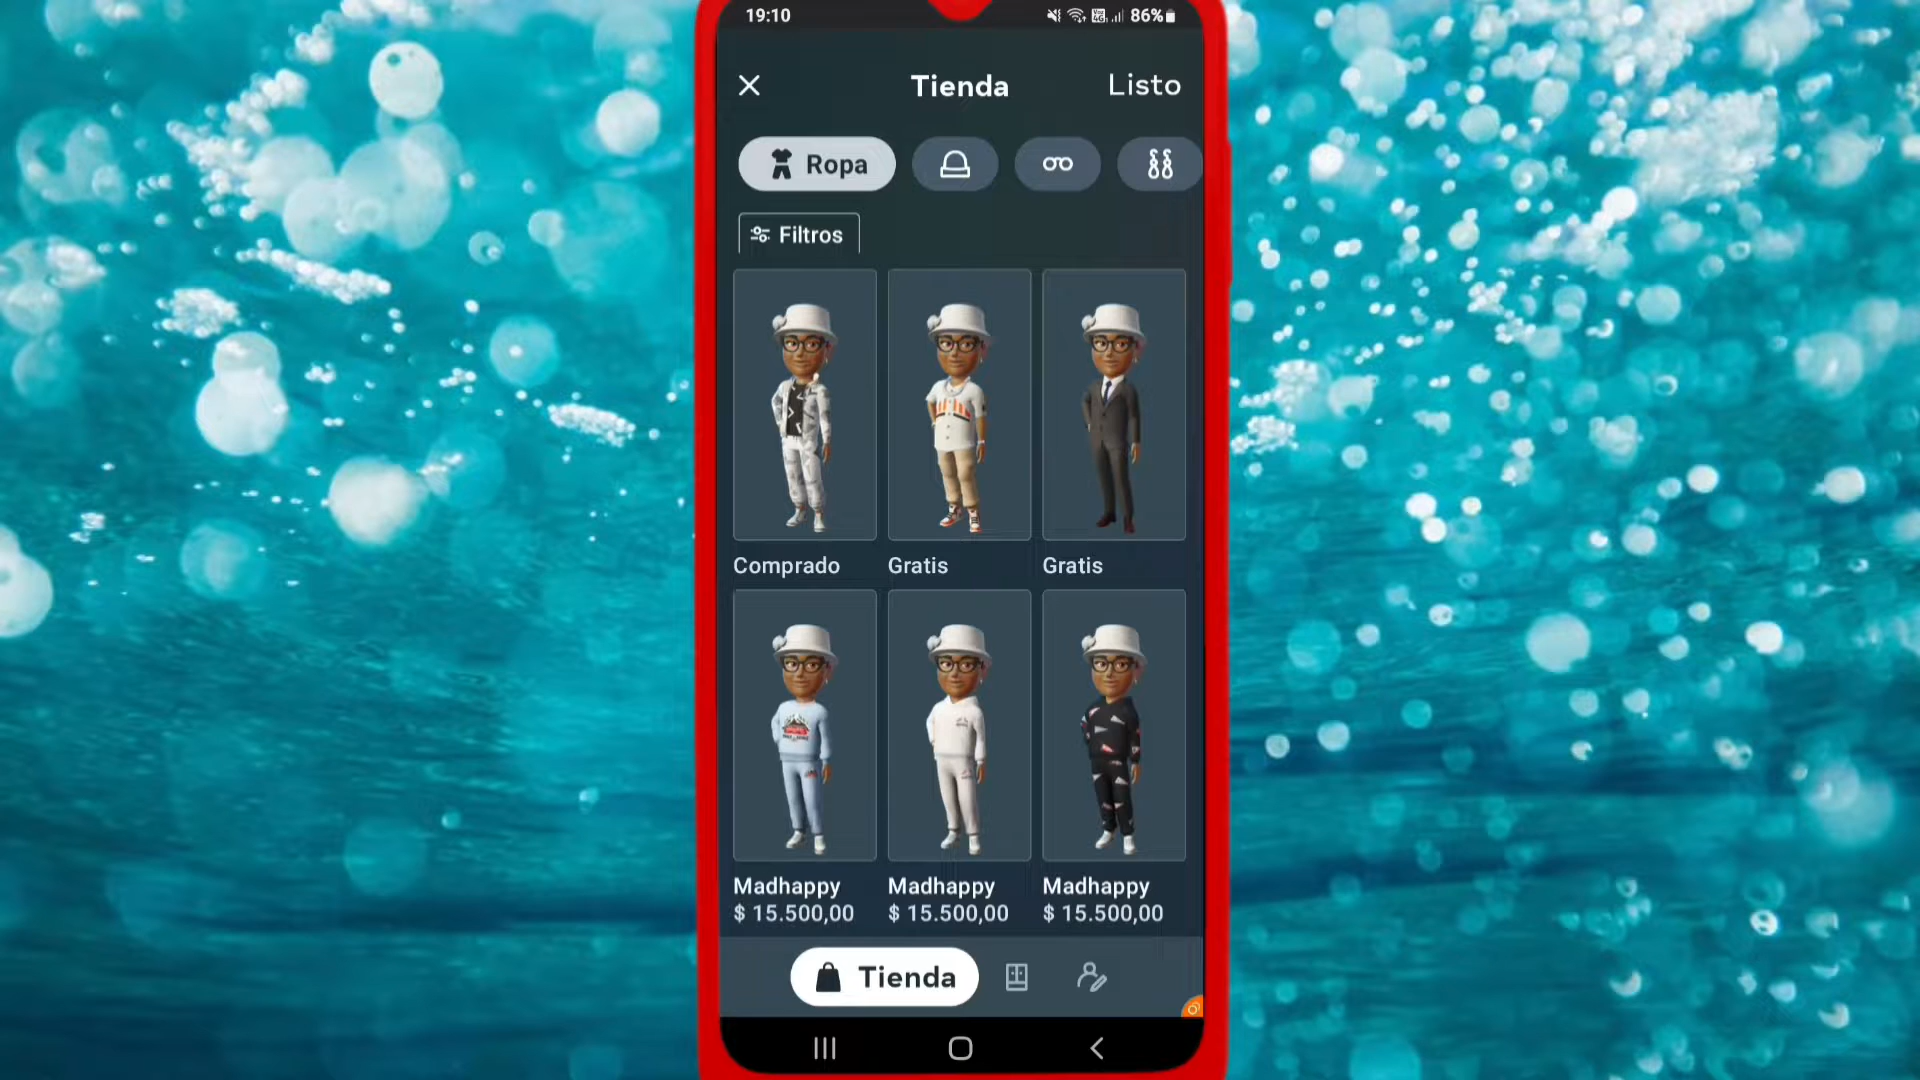 19:10
86%
Tienda
Listo
Ropa
Filtros
Comprado
Gratis
Gratis
Madhappy
Madhappy
Madhappy
$ 15.500,00
$ 15.500,00
$ 15.500,00
Tienda